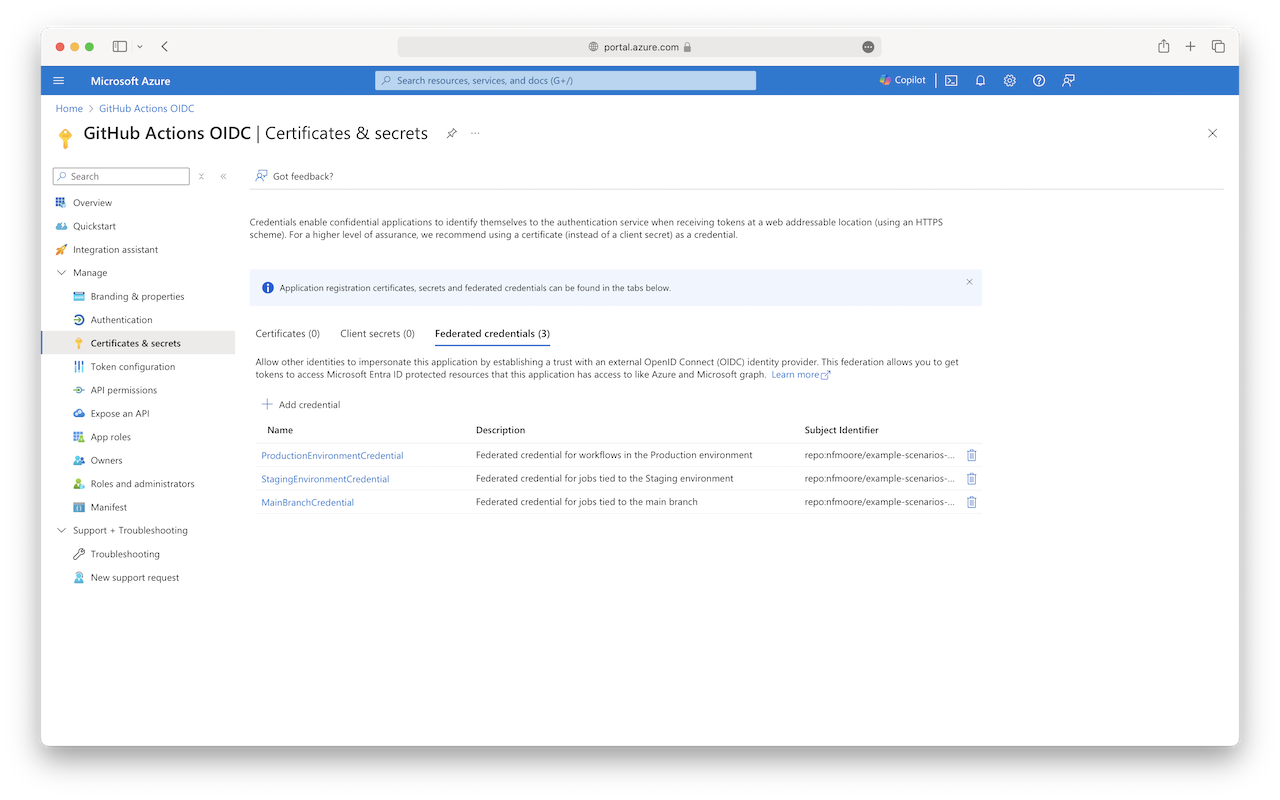 portal.azure.com
Microsoft Azure
Search resources, services, and docs (G+/)
Copilot
Home > GitHub Actions OIDC
GitHub Actions OIDC | Certificates & secrets
Search
Got feedback?
Overview
Quickstart
Integration assistant
Manage
Branding & properties
Authentication
Certificates & secrets
Token configuration
API permissions
Expose an API
App roles
Owners
Roles and administrators
Manifest
Support + Troubleshooting
Troubleshooting
New support request
Credentials enable confidential applications to identify themselves to the authentication service when receiving tokens at a web addressable location (using an HTTPS
scheme). For a higher level of assurance, we recommend using a certificate (instead of a client secret) as a credential.
Application registration certificates, secrets and federated credentials can be found in the tabs below.
Certificates (0) Client secrets (0) Federated credentials (3)
Allow other identities to impersonate this application by establishing a trust with an external OpenID Connect (OIDC) identity provider. This federation allows you to get
tokens to access Microsoft Entra ID protected resources that this application has access to like Azure and Microsoft graph. Learn more
Add credential
Name Description Subject Identifier
ProductionEnvironmentCredential Federated credential for workflows in the Production environment repo:nfmoore/example-scenarios-...
StagingEnvironmentCredential Federated credential for jobs tied to the Staging environment repo:nfmoore/example-scenarios-...
MainBranchCredential Federated credential for jobs tied to the main branch repo:nfmoore/example-scenarios-...